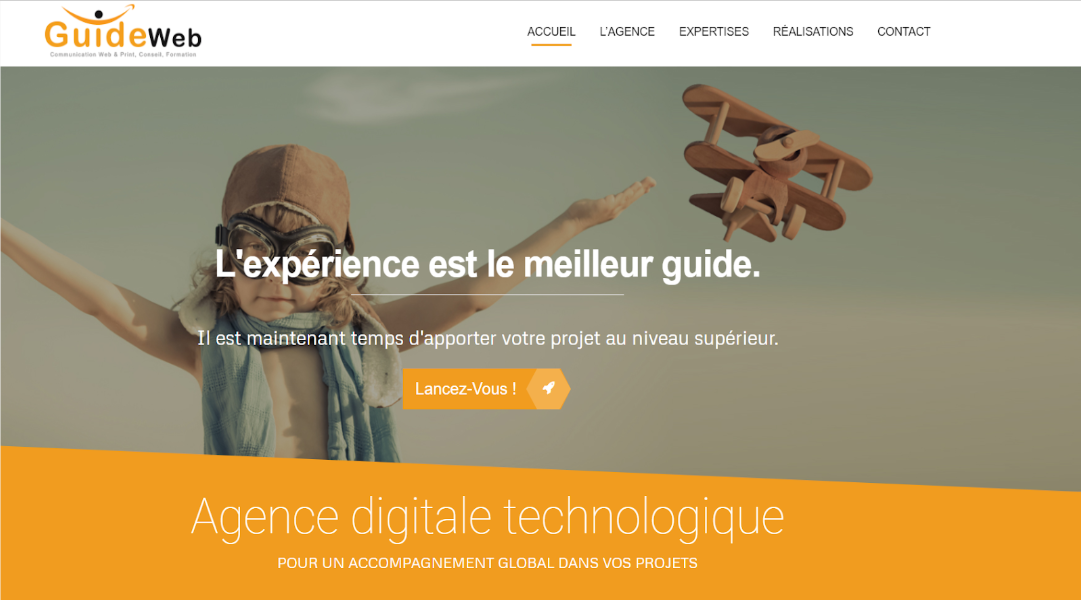 GuideWeb
Communication Web & Print, Conseil, Formation
ACCUEIL L'AGENCE EXPERTISES RÉALISATIONS CONTACT
L'expérience est le meilleur guide.
Il est maintenant temps d'apporter votre projet au niveau supérieur.
Lancez-Vous !
Agence digitale technologique
POUR UN ACCOMPAGNEMENT GLOBAL DANS VOS PROJETS